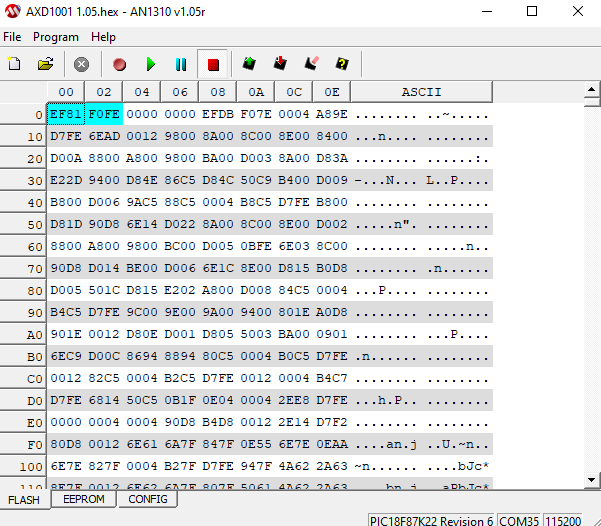 AXD1001 1.05.hex - AN1310 v1.05r
File Program Help
00 02 04 06 08 0A 0C 0E ASCII
0 EF81 F0FE 0000 0000 EFDB F07E 0004 A89E ........ ..~.....
10 D7FE 6EAD 0012 9800 8A00 8C00 8E00 8400 ...n.... ........
20 D00A 8800 A800 9800 BA00 D003 8A00 D83A ........ .......:.
30 E22D 9400 D84E 86C5 D84C 50C9 B400 D009 -...N... L..P....
40 B800 D006 9AC5 88C5 0004 B8C5 D7FE B800 ........ ........
50 D81D 90D8 6E14 D022 8A00 8C00 8E00 D002 .....n". ........
60 8800 A800 9800 BC00 D005 0BFE 6E03 8C00 ........ .....n..
70 90D8 D014 BE00 D006 6E1C 8E00 D815 B0D8 ........ .n......
80 D005 501C D815 E202 A800 D808 84C5 0004 ...P.... ........
90 B4C5 D7FE 9C00 9E00 9A00 9400 801E A0D8 ........ ........
A0 901E 0012 D80E D001 D805 5003 BA00 0901 ........ ...P....
B0 6EC9 D00C 8694 8894 80C5 0004 B0C5 D7FE .n...... ........
C0 0012 82C5 0004 B2C5 D7FE 0012 0004 B4C7 ........ ........
D0 D7FE 6814 50C5 0B1F 0E04 0004 2EE8 D7FE ...h.P.. ........
E0 0000 0004 0004 90D8 B4D8 0012 2E14 D7F2 ........ ........
F0 80D8 0012 6E61 6A7F 847F 0E55 6E7E 0EAA ....an.j ..U.~n..
100 6E7E 827F 0004 B27F D7FE 947F 4A62 2A63 ~n...... ....bJc*
FLASH EEPROM CONFIG
PIC18F87K22 Revision 6 COM35 115200